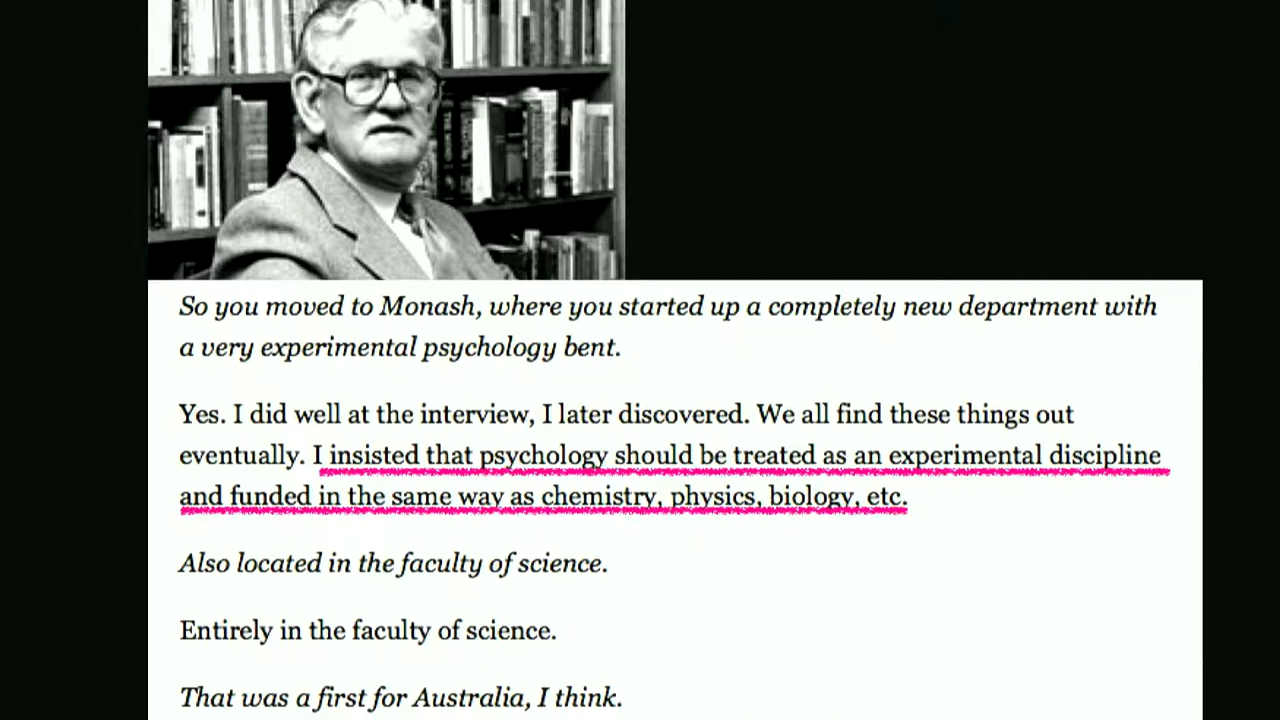 So you moved to Monash, where you started up a completely new department with
a very experimental psychology bent.
Yes. I did well at the interview, I later discovered. We all find these things out
eventually. I insisted that psychology should be treated as an experimental discipline
and funded in the same way as chemistry, physics, biology, etc.
Also located in the faculty of science.
Entirely in the faculty of science.
That was a first for Australia, I think.